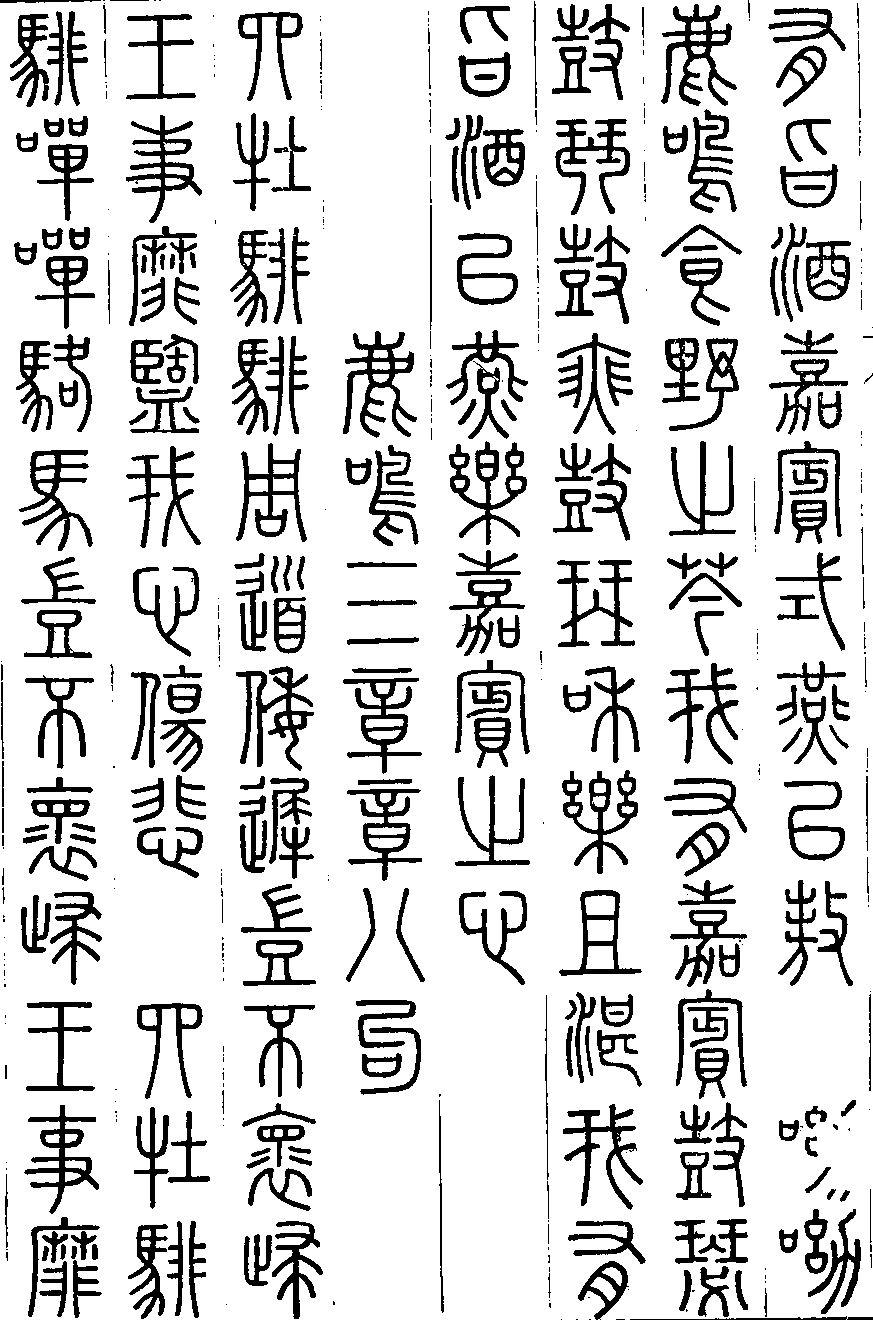 有旨酒嘉賓式燕以敖 呦呦
鹿鳴食野之芩我有嘉賓鼓瑟
鼓琴鼓瑟鼓琴和樂且湛我有
旨酒以燕樂嘉賓之心
鹿鳴三章章八句
四牡騑騑周道倭遲豈不懷歸
王事靡盬我心傷悲 四牡騑
騑嘽嘽駱馬豈不懷歸王事靡